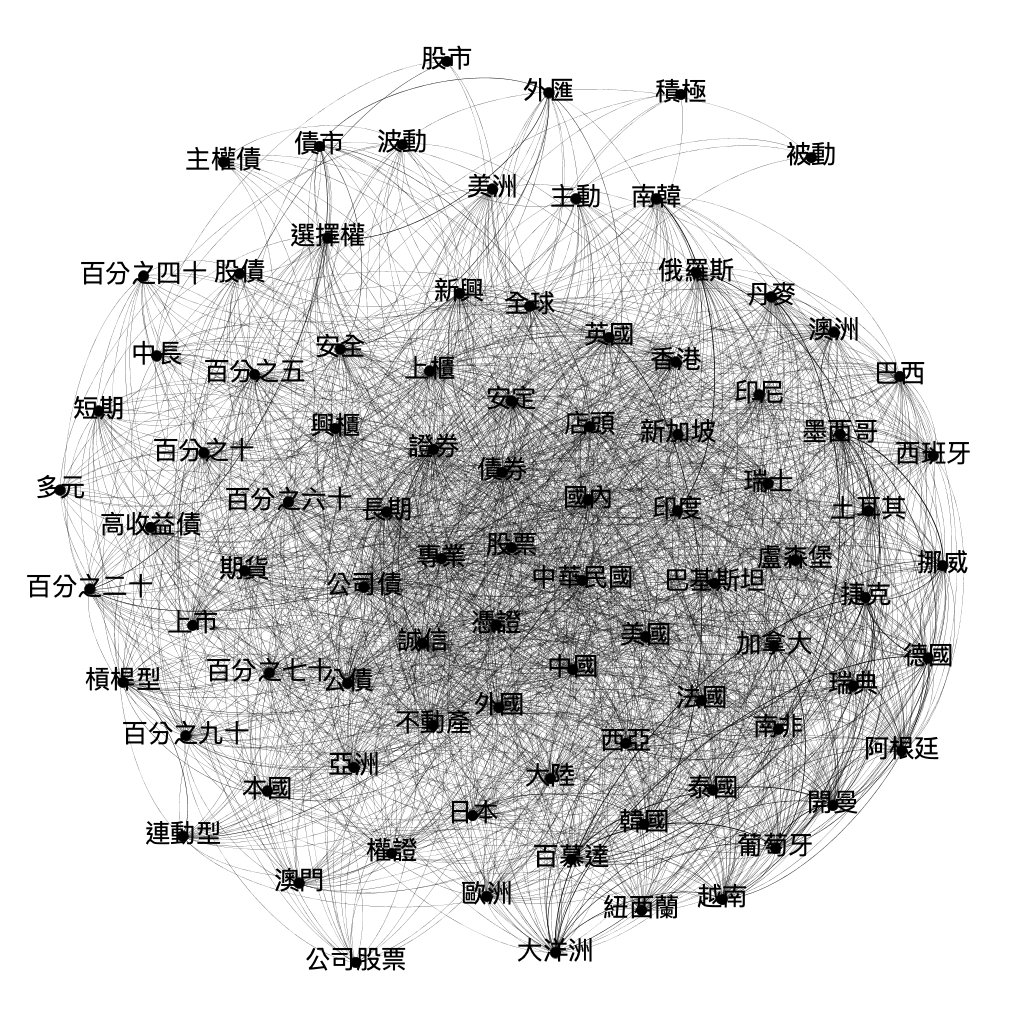 股市
外匯
積極
債市
波動
主權債
被動
美洲
主動
南韓
選擇權
百分之四十
股債
俄羅斯
新興
全球
丹麥
澳洲
英國
安全
中長
香港
百分之五
上櫃
巴西
印尼
安定
短期
興櫃
店頭
新加坡
墨西哥
百分之十
證券
西班牙
債券
瑞士
多元
百分之六十
國內
長期
印度
土耳其
高收益債
股票
專業
盧森堡
挪威
期貨
中華民國
巴基斯坦
百分之二十
公司債
捷克
上市
憑證
美國
誠信
加拿大
德國
中國
百分之七十
槓桿型
公債
瑞典
法國
外國
不動產
南非
百分之九十
西亞
阿根廷
亞洲
大陸
本國
泰國
開曼
日本
韓國
連動型
葡萄牙
權證
百慕達
澳門
歐洲
越南
紐西蘭
大洋洲
公司股票